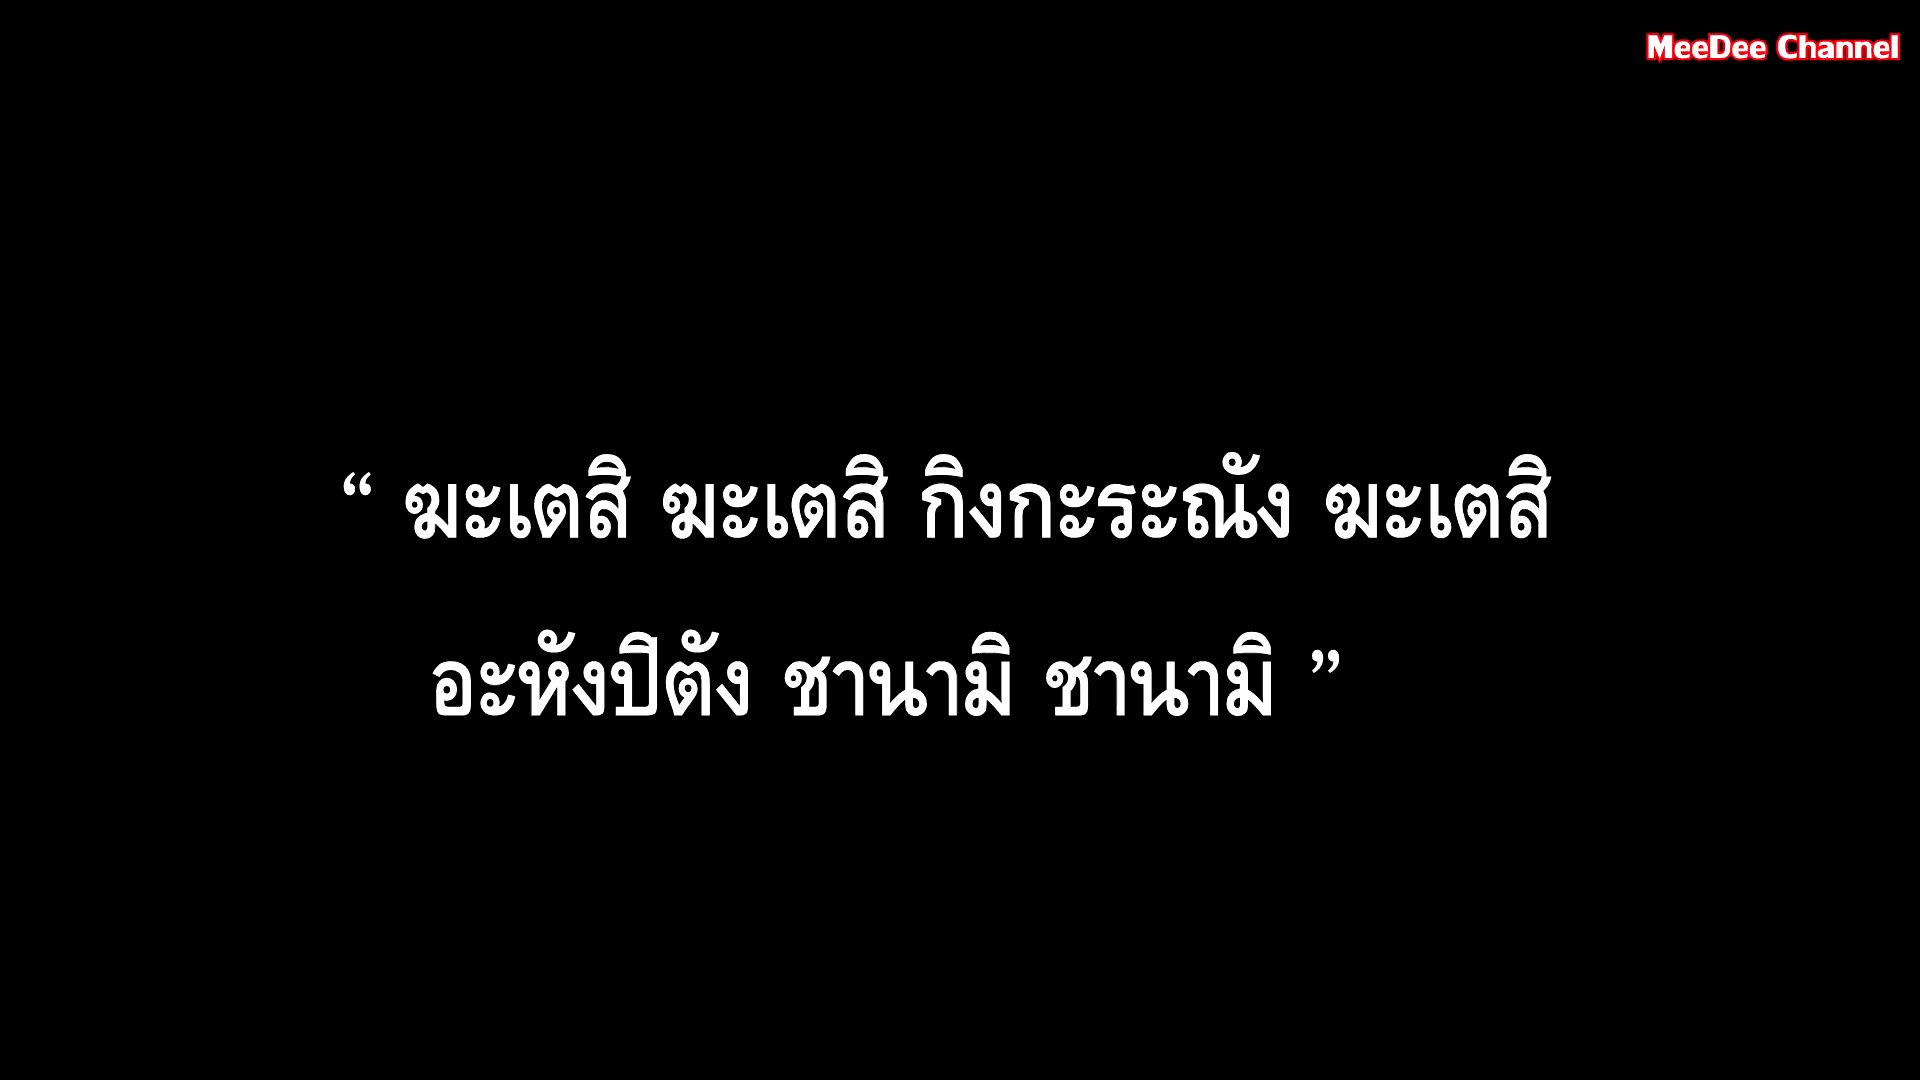 MeeDee Channel
“ ฆะเตสิ ฆะเตสิ กิงกะระณัง ฆะเตสิ
อะหังปิตัง ชานามิ ชานามิ ”